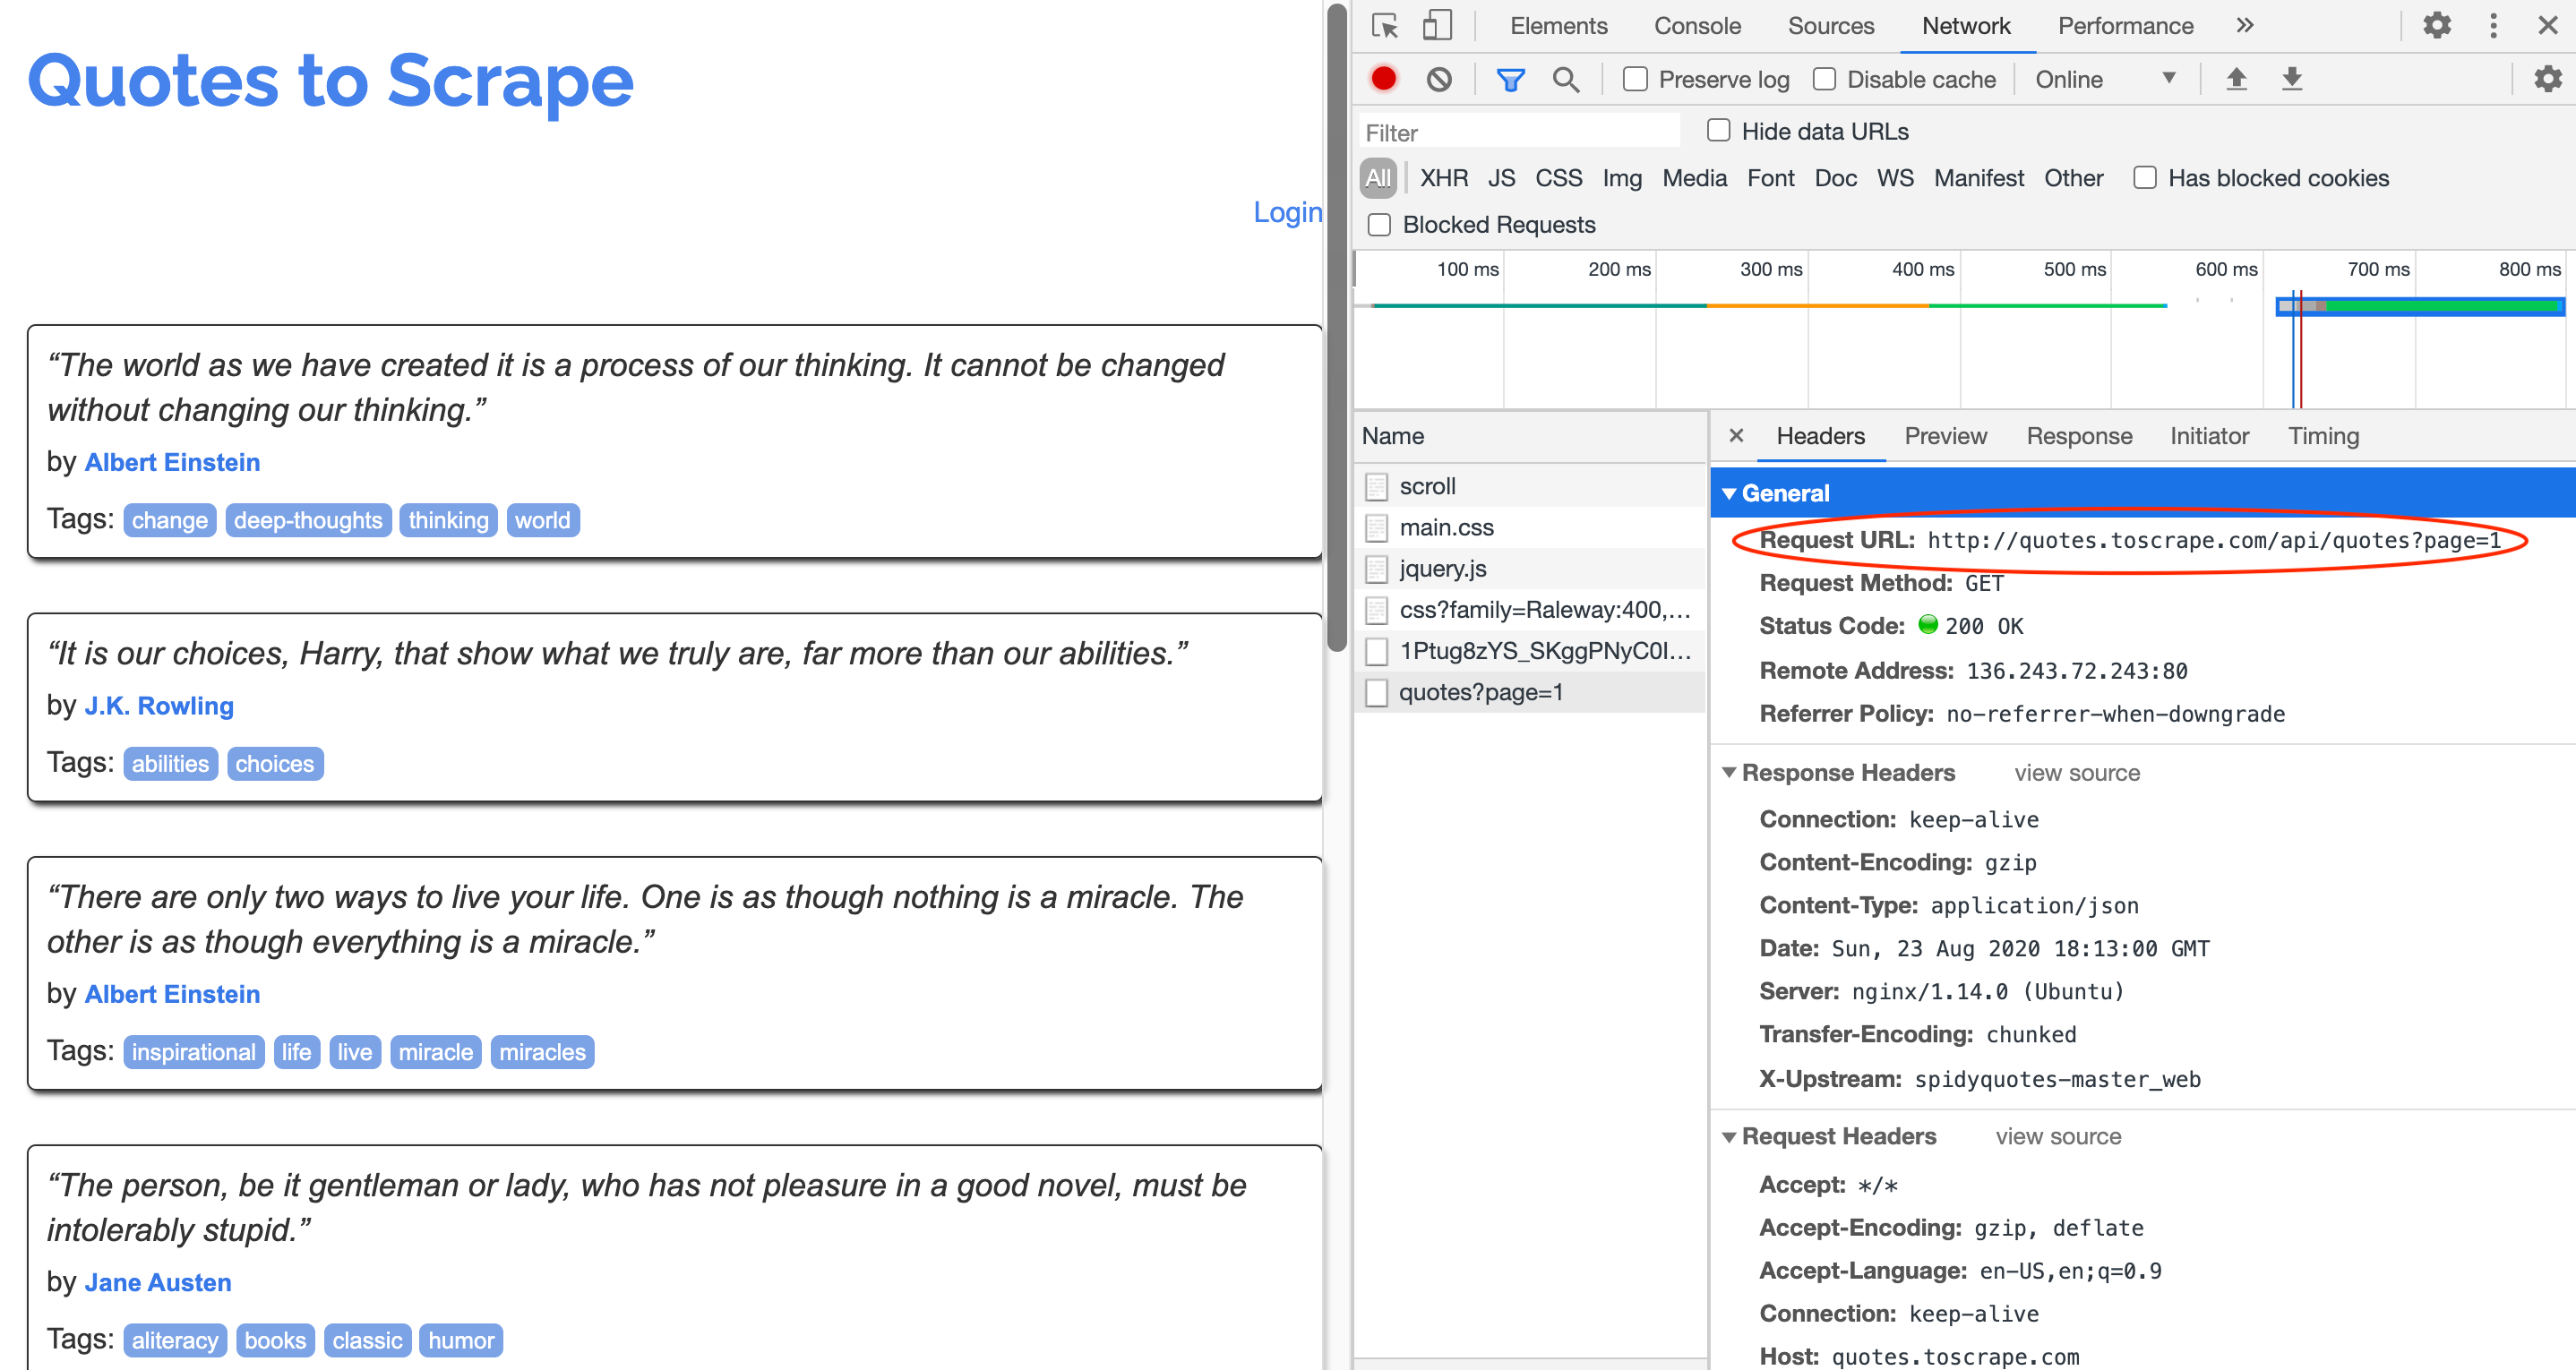 Quotes to Scrape
Login
“The world as we have created it is a process of our thinking. It cannot be changed
without changing our thinking.”
by Albert Einstein
Tags: change deep-thoughts thinking world
“It is our choices, Harry, that show what we truly are, far more than our abilities.”
by J.K. Rowling
Tags: abilities choices
“There are only two ways to live your life. One is as though nothing is a miracle. The
other is as though everything is a miracle.”
by Albert Einstein
Tags: inspirational life live miracle miracles
“The person, be it gentleman or lady, who has not pleasure in a good novel, must be
intolerably stupid.”
by Jane Austen
Tags: aliteracy books classic humor
Elements Console Sources Network Performance »
Preserve log Disable cache Online
Filter Hide data URLs
All XHR JS CSS Img Media Font Doc WS Manifest Other Has blocked cookies
Blocked Requests
100 ms 200 ms 300 ms 400 ms 500 ms 600 ms 700 ms 800 ms
Name
scroll
main.css
jquery.js
css?family=Raleway:400,…
1Ptug8zYS_SKggPNyC0I…
quotes?page=1
Headers Preview Response Initiator Timing
General
Request URL: http://quotes.toscrape.com/api/quotes?page=1
Request Method: GET
Status Code: 200 OK
Remote Address: 136.243.72.243:80
Referrer Policy: no-referrer-when-downgrade
Response Headers view source
Connection: keep-alive
Content-Encoding: gzip
Content-Type: application/json
Date: Sun, 23 Aug 2020 18:13:00 GMT
Server: nginx/1.14.0 (Ubuntu)
Transfer-Encoding: chunked
X-Upstream: spidyquotes-master_web
Request Headers view source
Accept: */*
Accept-Encoding: gzip, deflate
Accept-Language: en-US,en;q=0.9
Connection: keep-alive
Host: quotes.toscrape.com